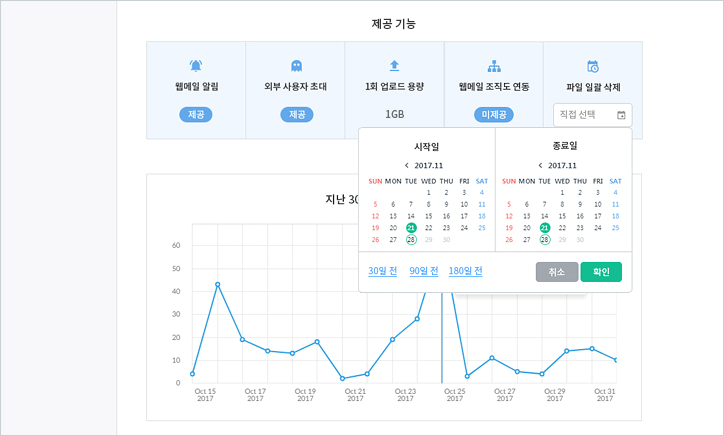 제공 기능
웹메일 알림
외부 사용자 초대
1회 업로드 용량
웹메일 조직도 연동
파일 일괄 삭제
제공
제공
1GB
미제공
직접 선택
시작일
종료일
< 2017.11
< 2017.11
SUN MON TUE WED THU FRI SAT
SUN MON TUE WED THU FRI SAT
1 2 3 4
1 2 3 4
5 6 7 8 9 10 11
5 6 7 8 9 10 11
12 13 14 15 16 17 18
12 13 14 15 16 17 18
19 20 21 22 23 24 25
19 20 21 22 23 24 25
26 27 28 29 30
26 27 28 29 30
30일 전
90일 전
180일 전
취소
확인
지난 30
60
50
40
30
20
10
0
Oct 15
2017
Oct 17
2017
Oct 19
2017
Oct 21
2017
Oct 23
2017
Oct 25
2017
Oct 27
2017
Oct 29
2017
Oct 31
2017